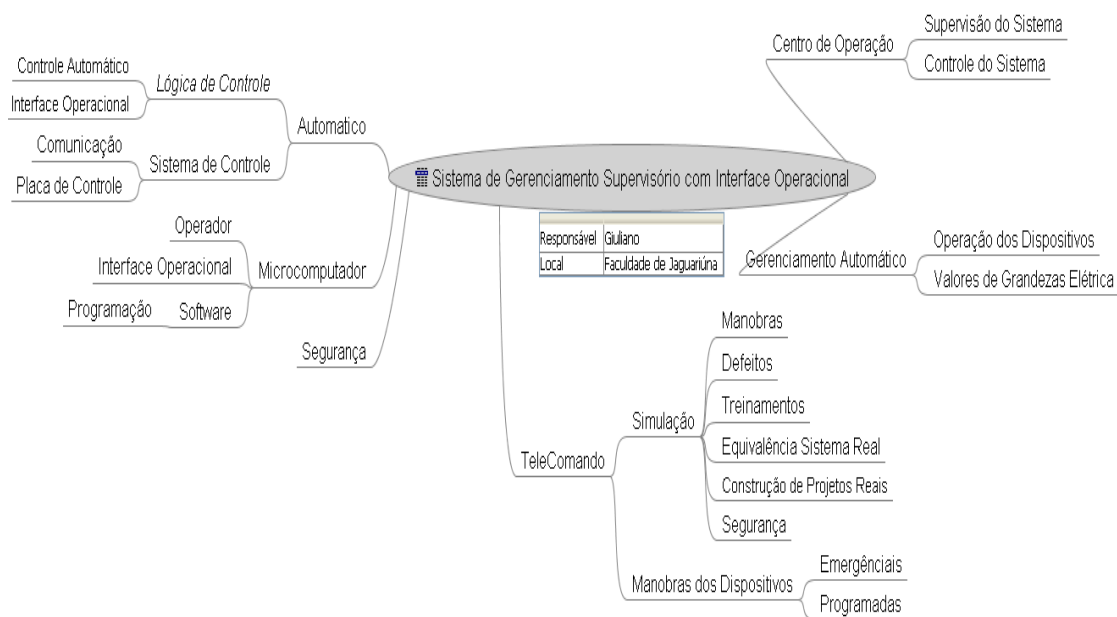 Sistema de Gerenciamento Supervisório com Interface Operacional
Responsável Giuliano
Local Faculdade de Jaguariúna
Centro de Operação
Supervisão do Sistema
Controle do Sistema
Gerenciamento Automático
Operação dos Dispositivos
Valores de Grandezas Elétrica
TeleComando
Simulação
Manobras
Defeitos
Treinamentos
Equivalência Sistema Real
Construção de Projetos Reais
Segurança
Manobras dos Dispositivos
Emergênciais
Programadas
Automatico
Lógica de Controle
Controle Automático
Interface Operacional
Sistema de Controle
Comunicação
Placa de Controle
Microcomputador
Operador
Interface Operacional
Software
Programação
Segurança